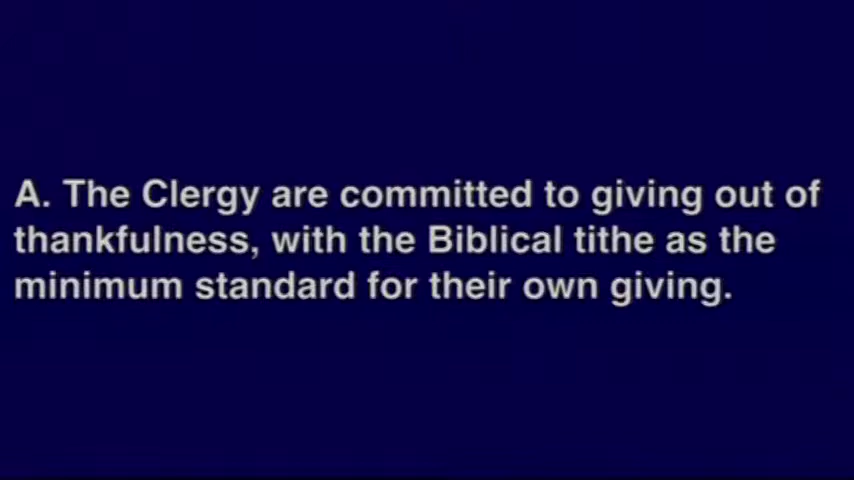 A. The Clergy are committed to giving out of
thankfulness, with the Biblical tithe as the
minimum standard for their own giving.